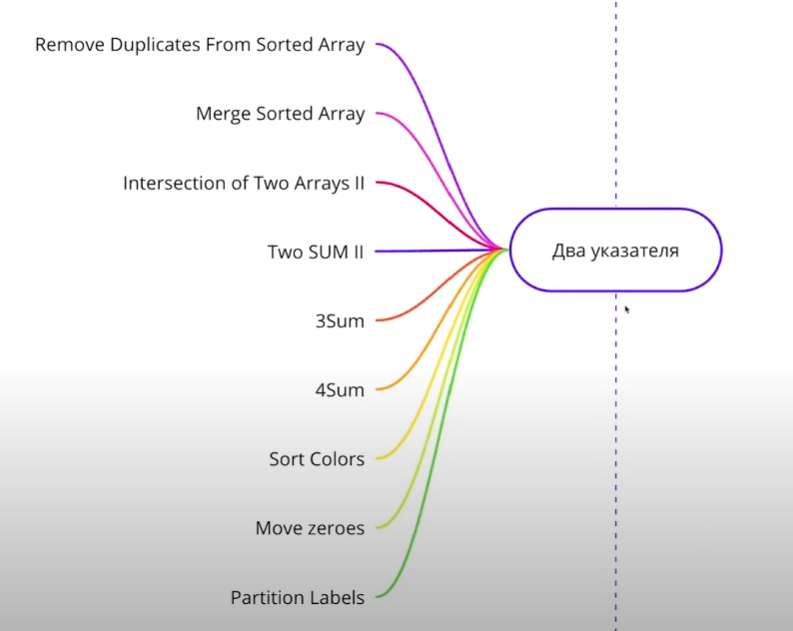 Remove Duplicates From Sorted Array
Merge Sorted Array
Intersection of Two Arrays II
Two SUM II
Два указателя
3Sum
4Sum
Sort Colors
Move zeroes
Partition Labels